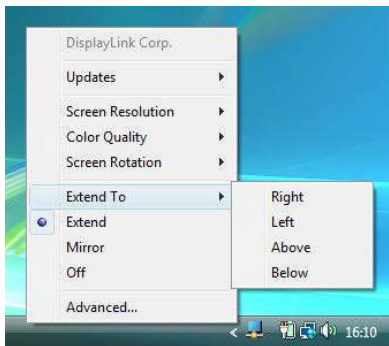 DisplayLink Corp.
Updates
Screen Resolution
Color Quality
Screen Rotation
Extend To
Extend
Mirror
Off
Advanced...
Right
Left
Above
Below
16:10